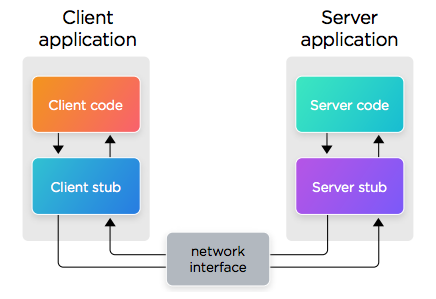 Client
application
Server
application
Client code
Server code
Client stub
Server stub
network
interface